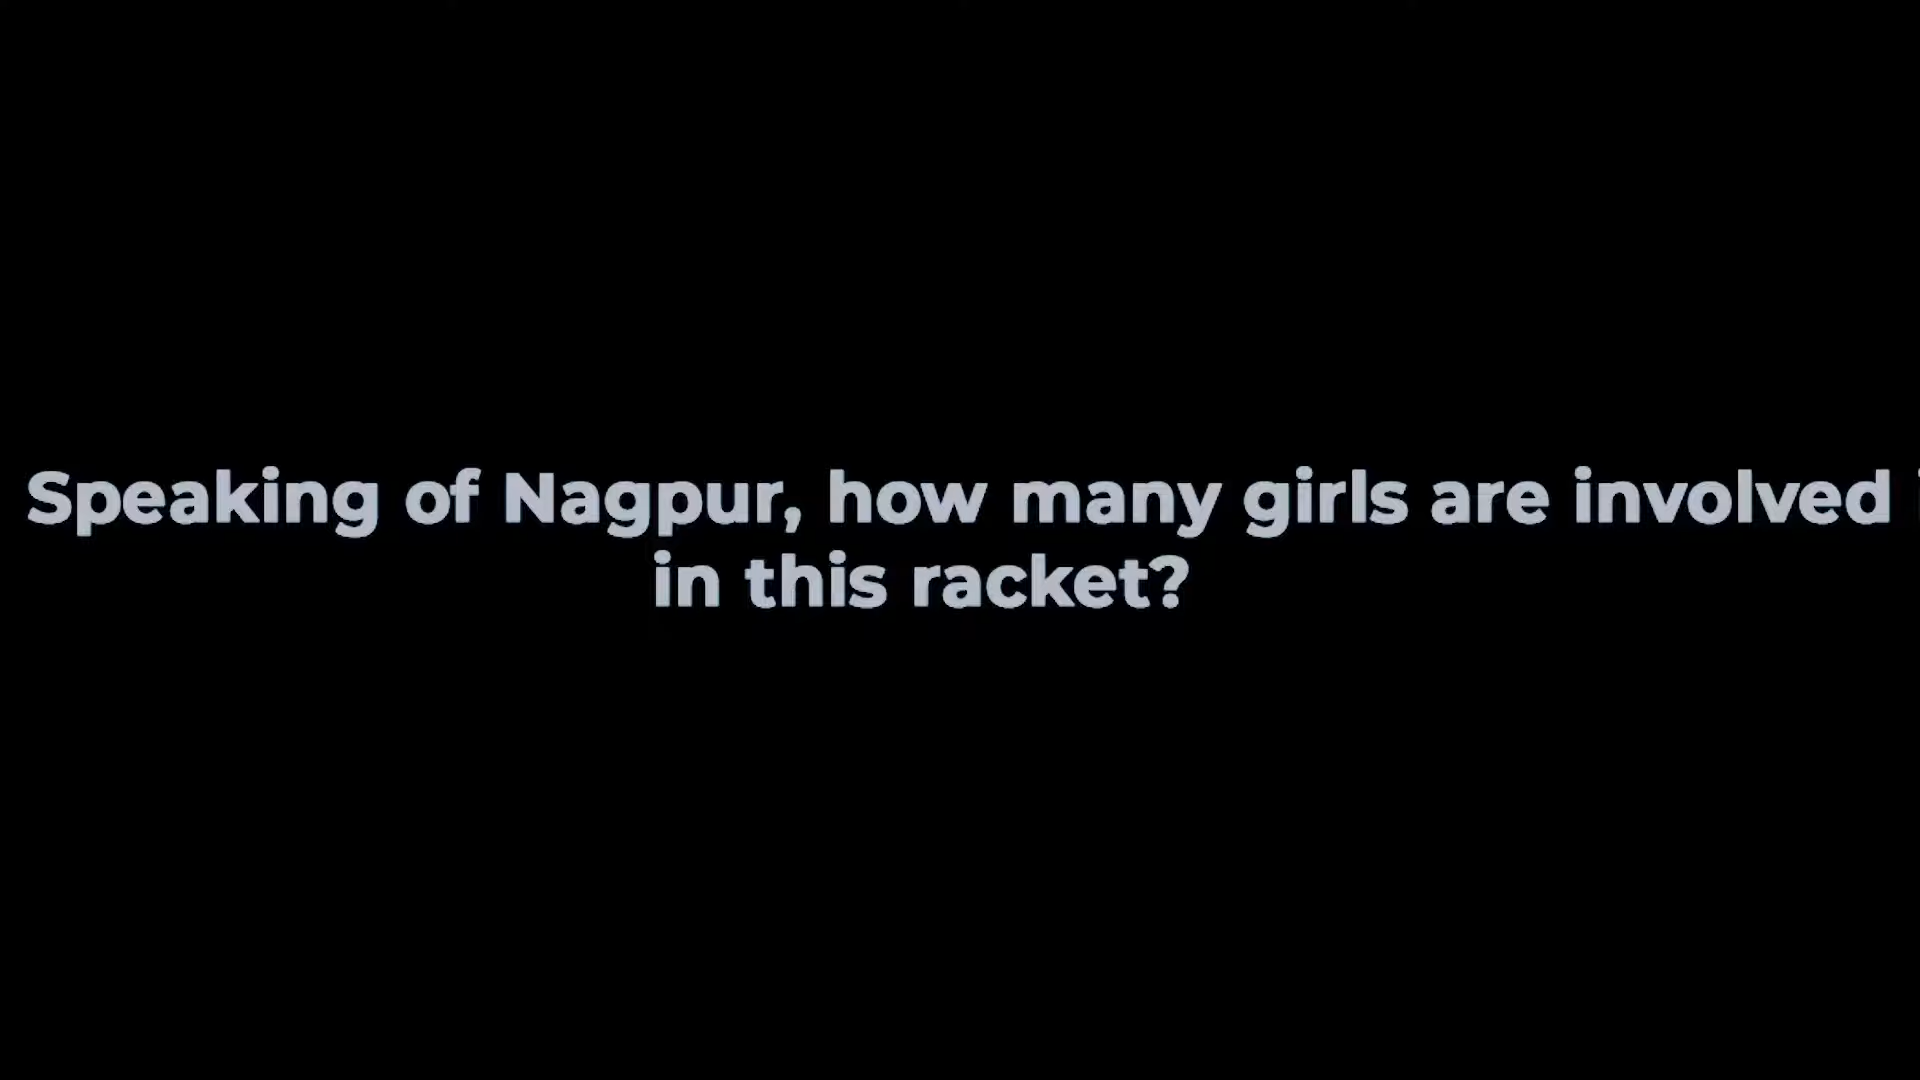 Speaking of Nagpur, how many girls are involved
in this racket?